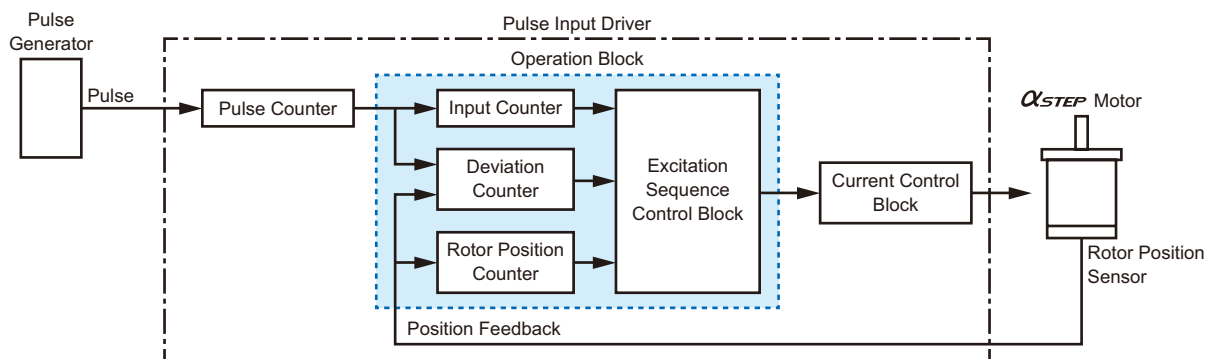 Pulse
Generator
Pulse Input Driver
Operation Block
Pulse
Pulse Counter
Input Counter
Deviation
Counter
Rotor Position
Counter
Excitation
Sequence
Control Block
Current Control
Block
αSTEP Motor
Rotor Position
Sensor
Position Feedback